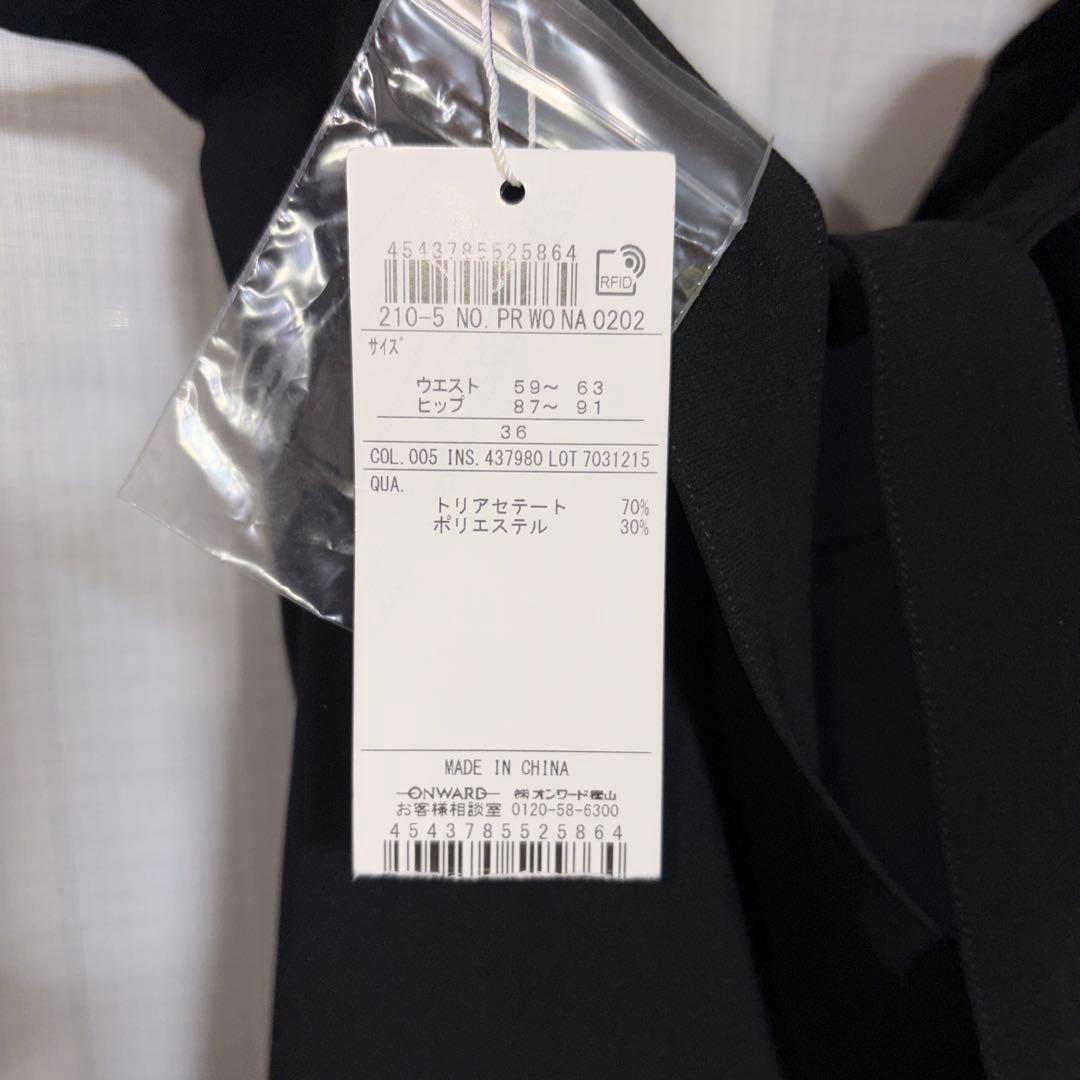 4543785525864
RFID
210-5 NO. PR WO NA 0202
サイズ
ウエスト 59～ 63
ヒップ 87～ 91
36
COL. 005 INS. 437980 LOT 7031215
QUA.
トリアセテート 70%
ポリエステル 30%
MADE IN CHINA
ONWARD ㈱オンワード樫山
お客様相談室 0120-58-6300
4543785525864